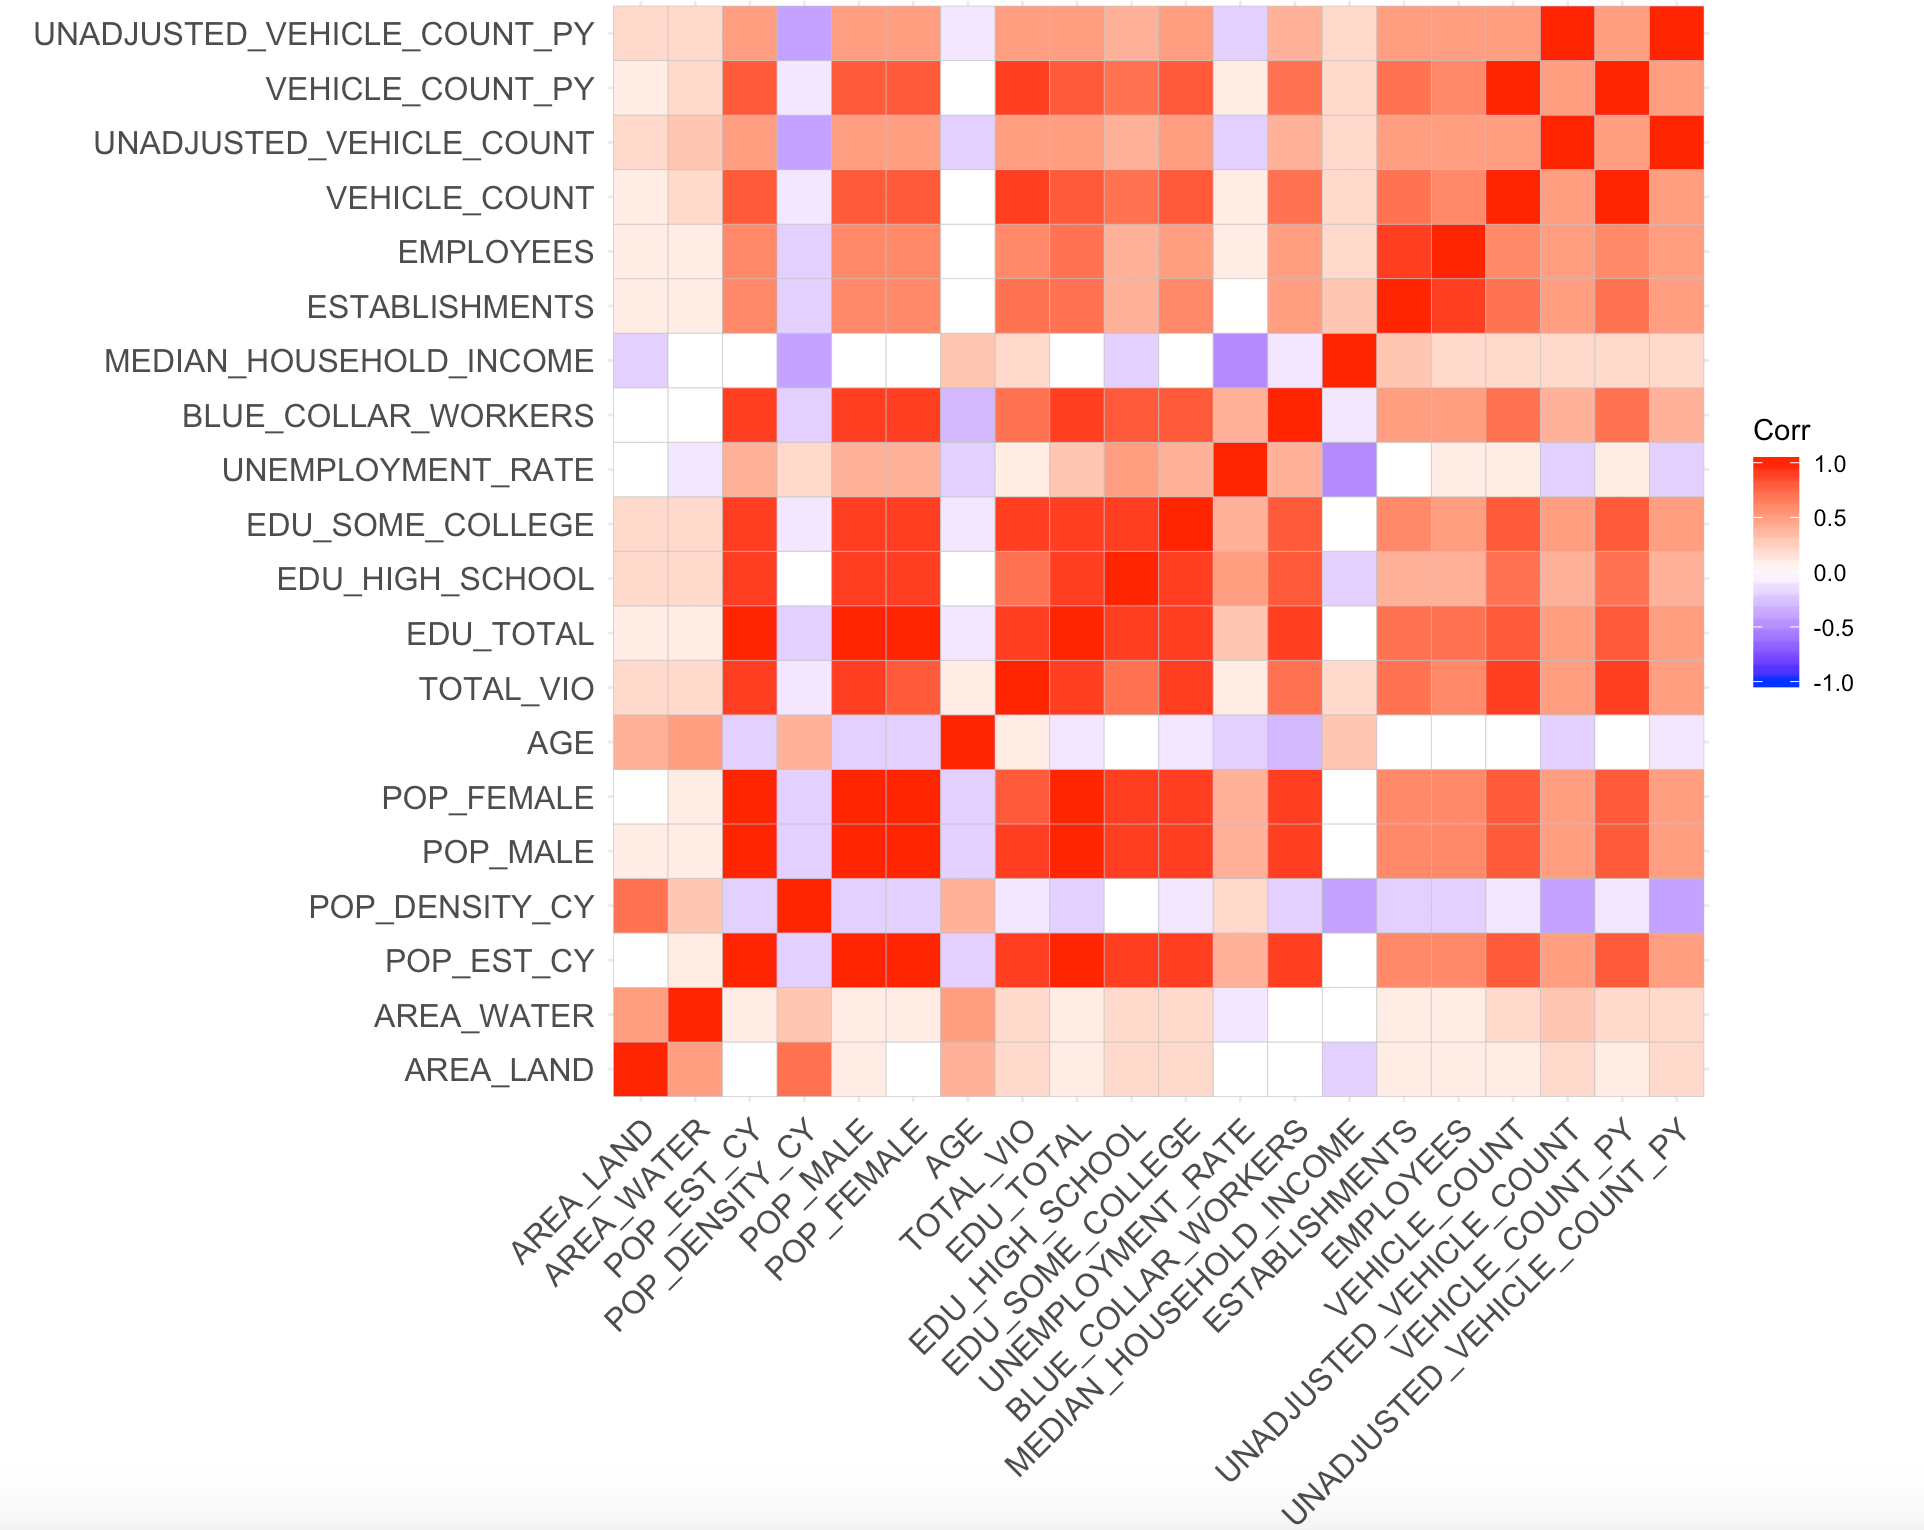 UNADJUSTED_VEHICLE_COUNT_PY
VEHICLE_COUNT_PY
UNADJUSTED_VEHICLE_COUNT
VEHICLE_COUNT
EMPLOYEES
ESTABLISHMENTS
MEDIAN_HOUSEHOLD_INCOME
BLUE_COLLAR_WORKERS
UNEMPLOYMENT_RATE
EDU_SOME_COLLEGE
EDU_HIGH_SCHOOL
EDU_TOTAL
TOTAL_VIO
AGE
POP_FEMALE
POP_MALE
POP_DENSITY_CY
POP_EST_CY
AREA_WATER
AREA_LAND
AREA_LAND
AREA_WATER
POP_EST_CY
POP_DENSITY_CY
POP_MALE
POP_FEMALE
AGE
TOTAL_VIO
EDU_TOTAL
EDU_HIGH_SCHOOL
EDU_SOME_COLLEGE
UNEMPLOYMENT_RATE
BLUE_COLLAR_WORKERS
MEDIAN_HOUSEHOLD_INCOME
ESTABLISHMENTS
EMPLOYEES
VEHICLE_COUNT
UNADJUSTED_VEHICLE_COUNT
VEHICLE_COUNT_PY
UNADJUSTED_VEHICLE_COUNT_PY
Corr
1.0
0.5
0.0
-0.5
-1.0